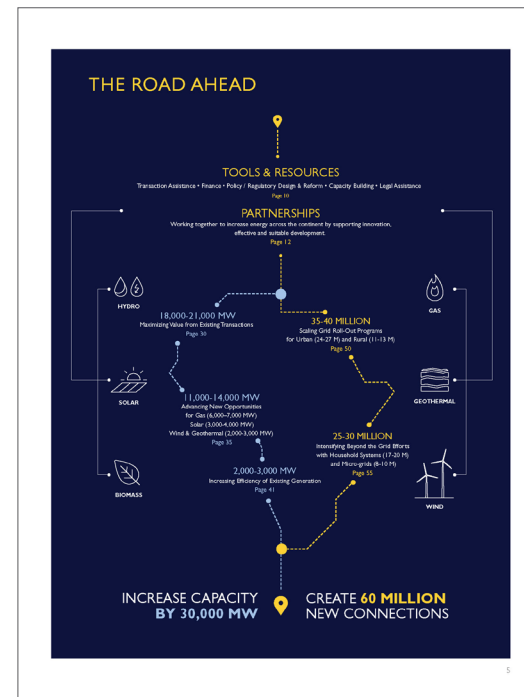 THE ROAD AHEAD
TOOLS & RESOURCES
Transaction Assistance • Finance • Policy / Regulatory Design & Reform • Capacity Building • Legal Assistance
Page 10
PARTNERSHIPS
Working together to increase energy across the continent by supporting innovation,
effective and suitable development.
Page 12
HYDRO
GAS
18,000-21,000 MW
Maximizing Value from Existing Transactions
Page 30
35-40 MILLION
Scaling Grid Roll-Out Programs
for Urban (24-27 M) and Rural (11-13 M)
Page 50
SOLAR
GEOTHERMAL
11,000-14,000 MW
Advancing New Opportunities
for Gas (6,000-7,000 MW)
Solar (3,000-4,000 MW)
Wind & Geothermal (2,000-3,000 MW)
Page 35
25-30 MILLION
Intensifying Beyond the Grid Efforts
with Household Systems (17-20 M)
and Micro-grids (8-10 M)
Page 55
2,000-3,000 MW
Increasing Efficiency of Existing Generation
Page 41
BIOMASS
WIND
INCREASE CAPACITY
BY 30,000 MW
CREATE 60 MILLION
NEW CONNECTIONS
5